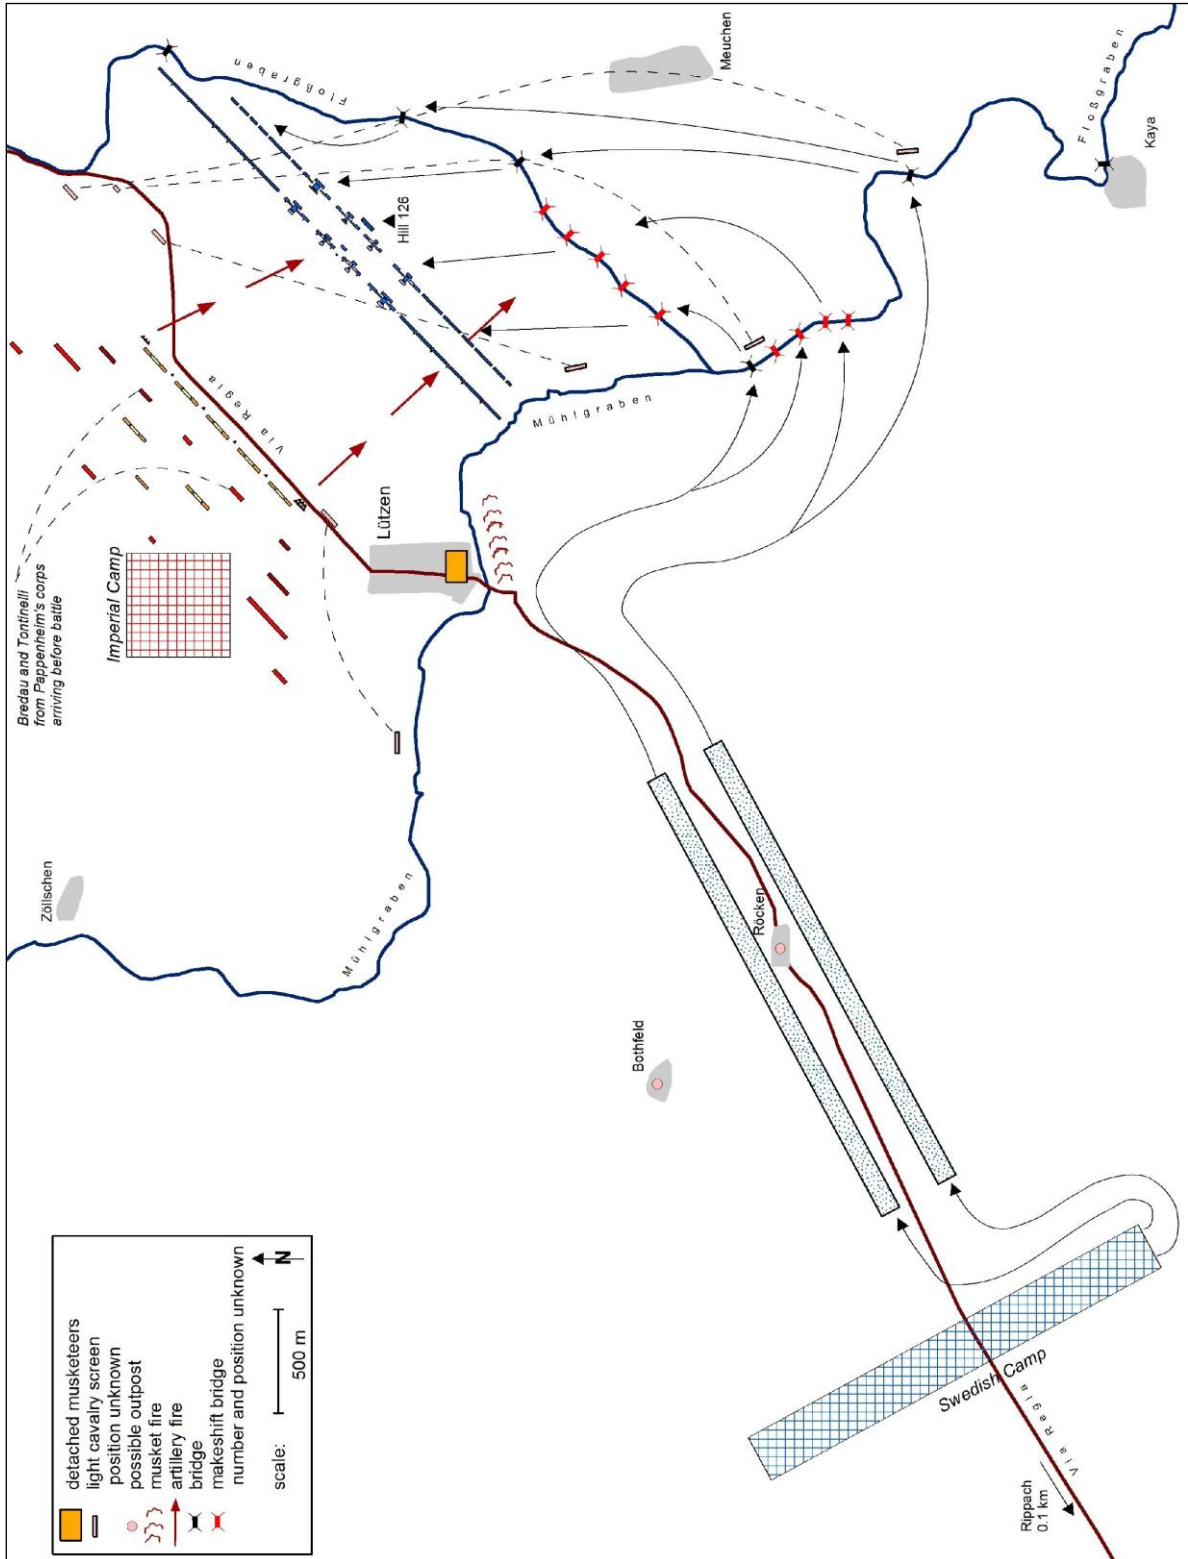 detached musketeers
light cavalry screen
position unknown
possible outpost
musket fire
artillery fire
bridge
makeshift bridge
number and position unknown
scale:
500 m
N
Zöllschen
Bredau and Tontinelli
from Pappenheim's corps
arriving before battle
Imperial Camp
Via Regia
Lützen
Hill 126
Floßgraben
Meuchen
Mühlgraben
Mühlgraben
Bothfeld
Röcken
Floßgraben
Kaya
Swedish Camp
Via Regia
Rippach
0.1 km